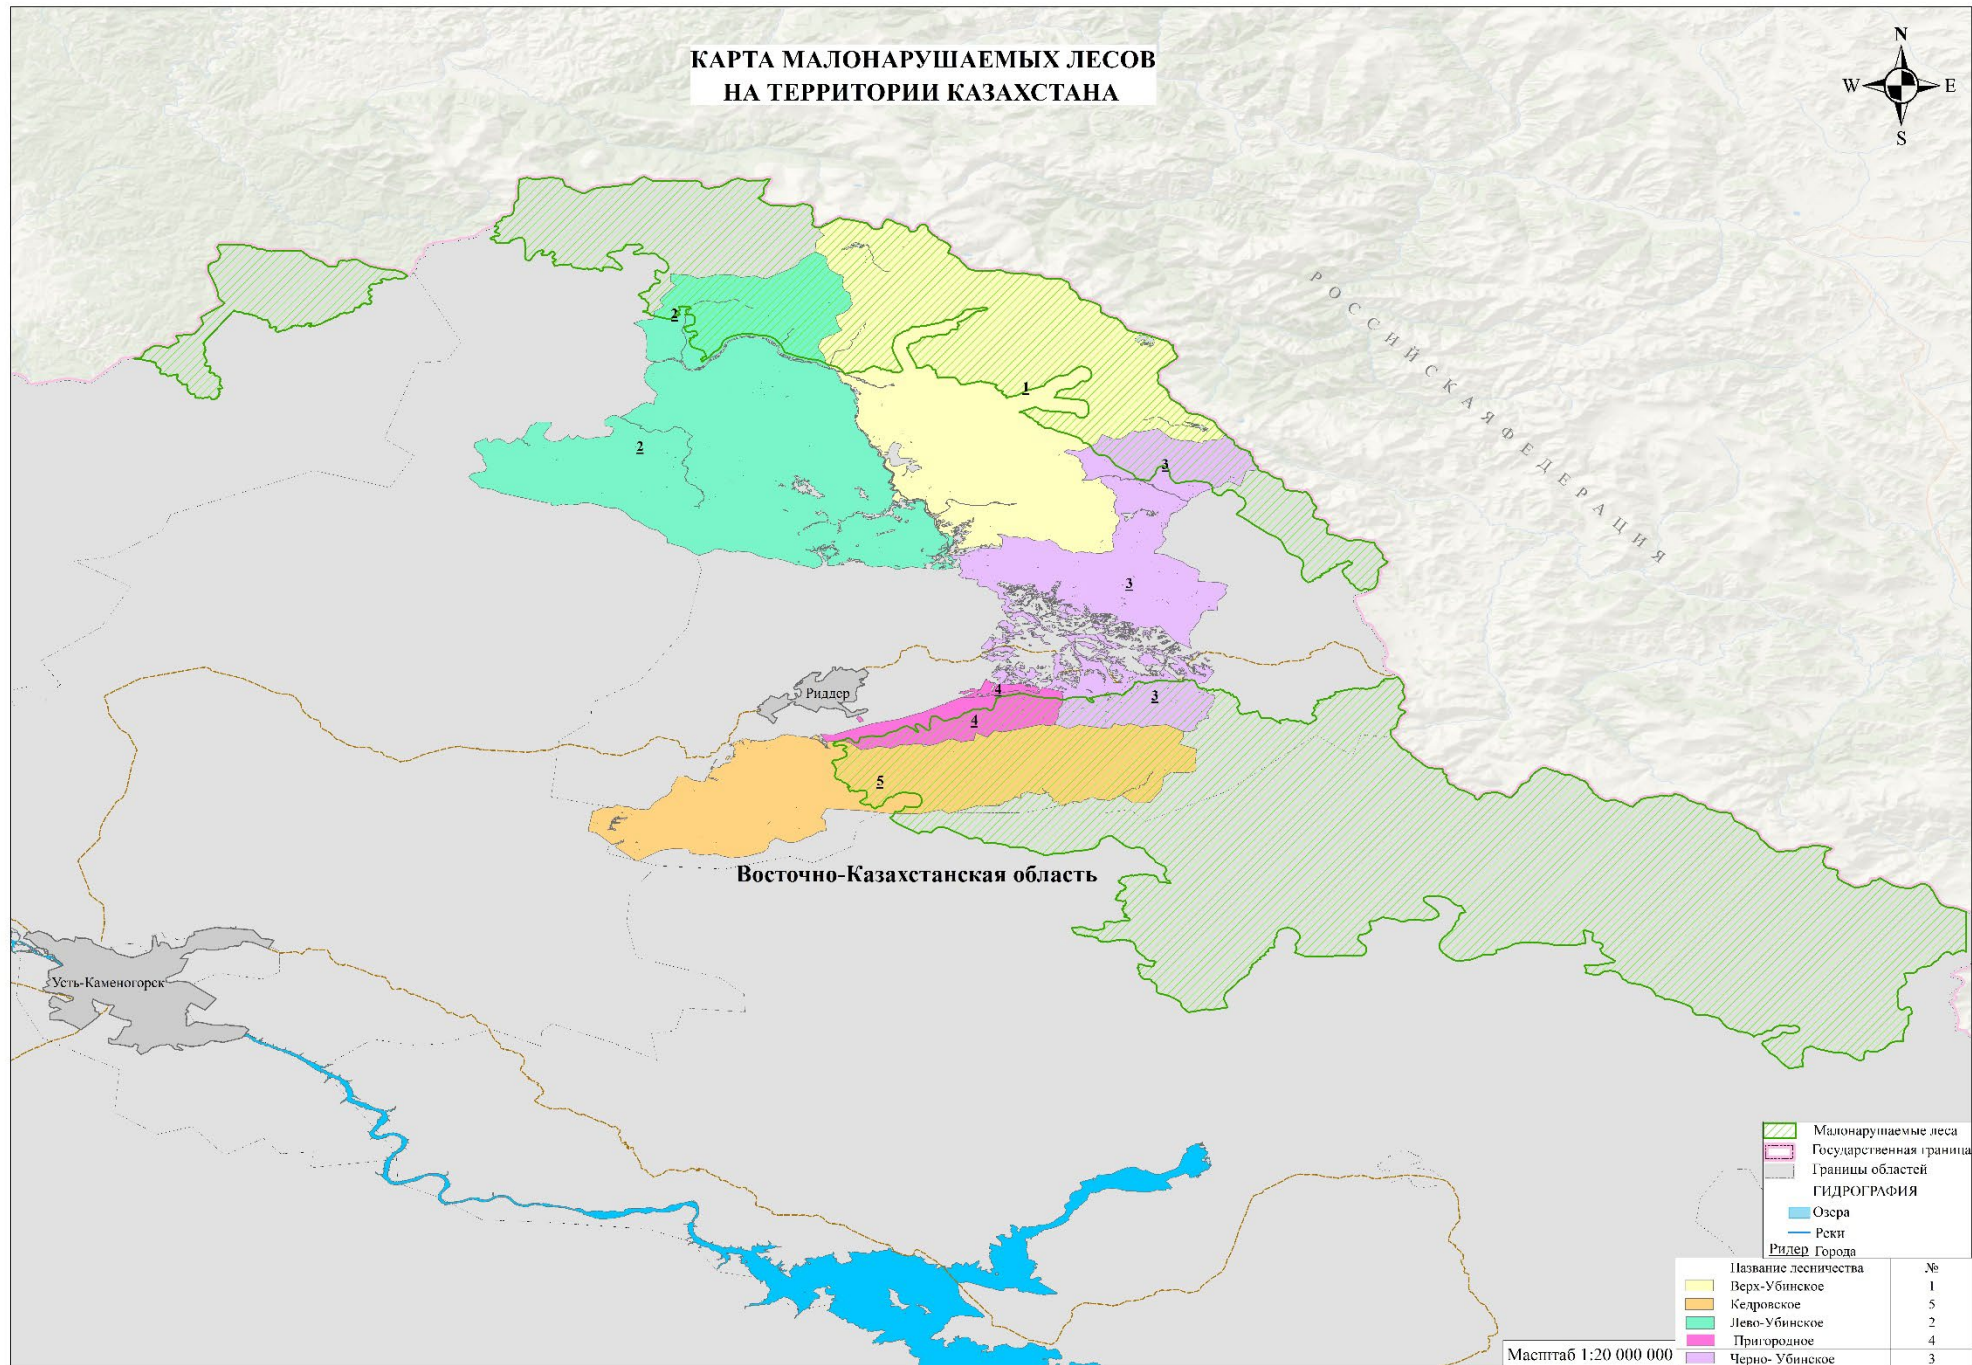 КАРТА МАЛОНАРУШАЕМЫХ ЛЕСОВ
НА ТЕРРИТОРИИ КАЗАХСТАНА
N
W E
S
РОССИЙСКАЯ ФЕДЕРАЦИЯ
2
1
2
3
3
Риддер
4
3
4
5
Восточно-Казахстанская область
Усть-Каменогорск
Малонарушаемые леса
Государственная граница
Границы областей
ГИДРОГРАФИЯ
Озера
Реки
Ридер Города
Название лесничества №
Верх-Убинское 1
Кедровское 5
Лево-Убинское 2
Пригородное 4
Черно- Убинское 3
Масштаб 1:20 000 000